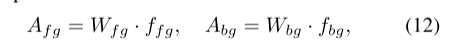 A_{fg} = W_{fg} · f_{fg},   A_{bg} = W_{bg} · f_{bg},   (12)